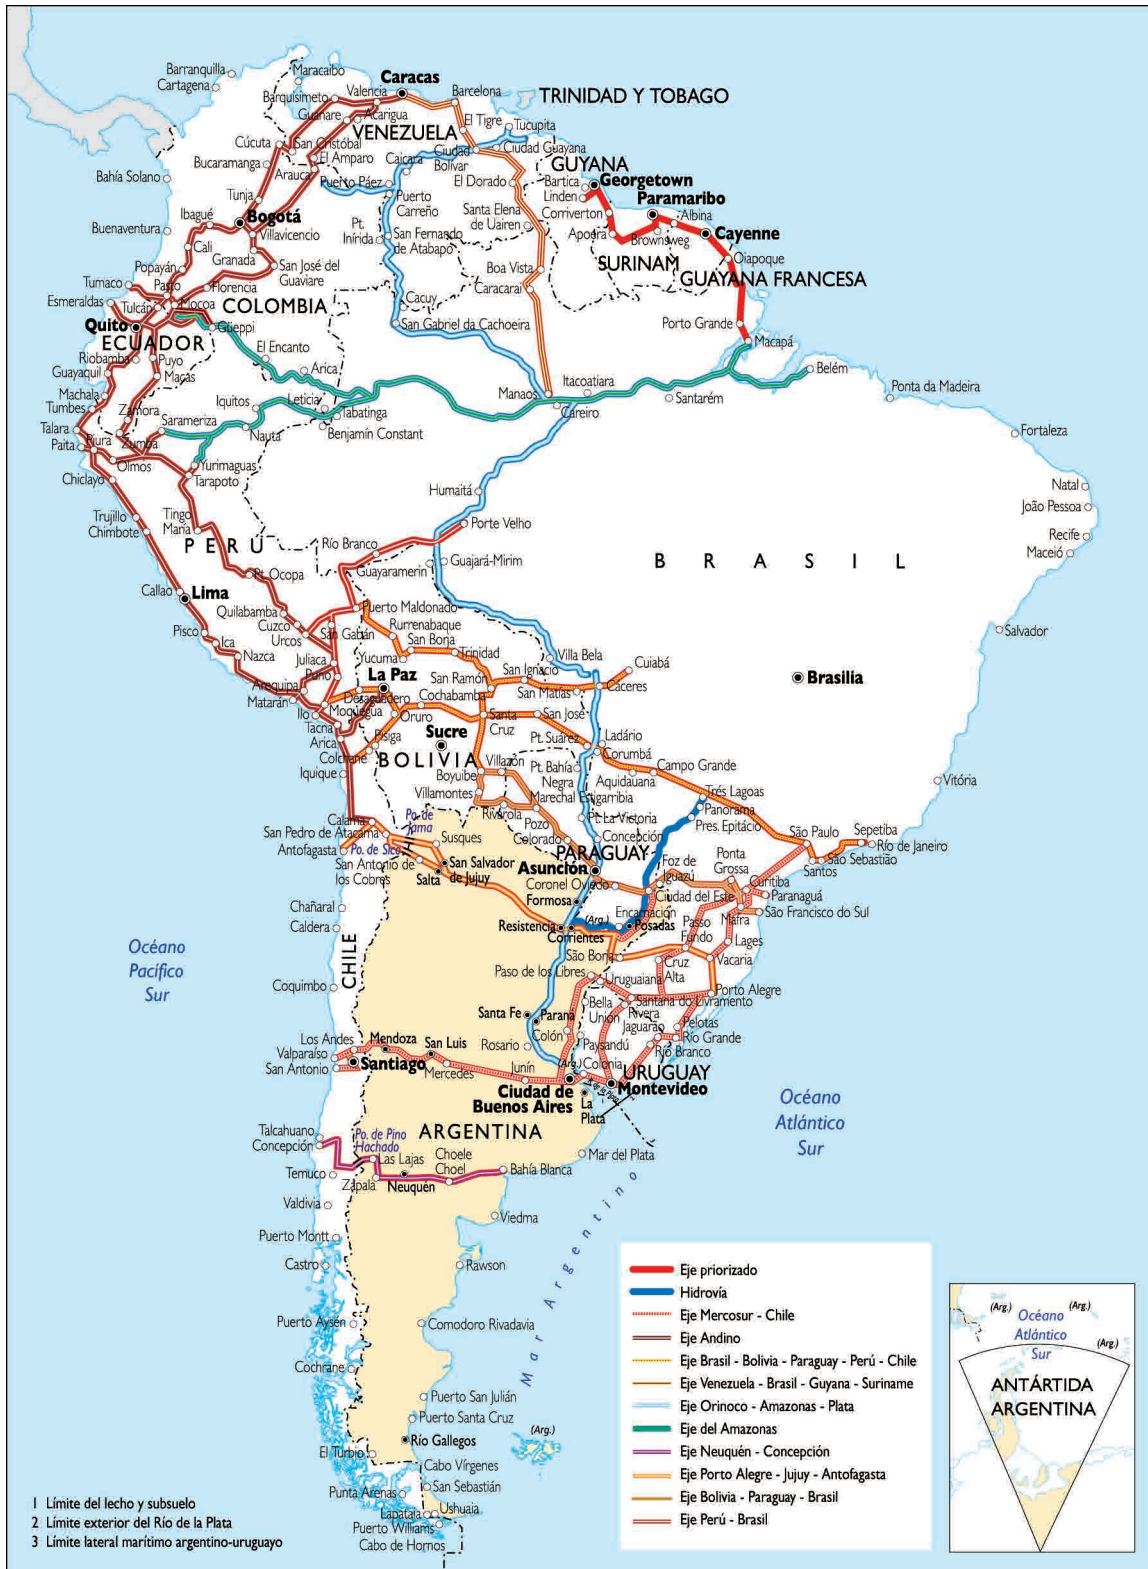 Barranquilla
Cartagena
Maracaibo
Barquisimeto
Valencia
Caracas
Barcelona
TRINIDAD Y TOBAGO
Guanare
Acarigua
VENEZUELA
El Tigre
Tucupita
Cúcuta
San Cristóbal
El Amparo
Caicara
Ciudad
Bolívar
Ciudad Guayana
GUYANA
Bucaramanga
Arauca
Puerto Páez
El Dorado
Bartica
Georgetown
Bahía Solano
Linden
Paramaribo
Tunja
Puerto
Carreño
Santa Elena
de Uairen
Corriverton
Albina
Ibagué
Bogotá
Buenaventura
Villavicencio
Pt.
Inírida
San Fernando
de Atabapo
Apoera
Brownsweg
Cayenne
Cali
Granada
Popayán
San José del
Guaviare
Boa Vista
SURINAM
Oiapoque
GUAYANA FRANCESA
Tumaco
Pasto
Florencia
Caracarai
Esmeraldas
Tulcán
Mocoa
COLOMBIA
Cacuy
Quito
Güeppi
San Gabriel da Cachoeira
Porto Grande
ECUADOR
Macapá
Riobamba
Puyo
El Encanto
Guayaquil
Macas
Arica
Belém
Machala
Iquitos
Leticia
Manaos
Itacoatiara
Santarém
Ponta da Madeira
Tumbes
Zamora
Tabatinga
Careiro
Talara
Sarameriza
Nauta
Benjamín Constant
Fortaleza
Paita
Piura
Zumba
Olmos
Yurimaguas
Chiclayo
Tarapoto
Humaitá
Natal
Trujillo
Chimbote
Tingo
Maria
Porte Velho
João Pessoa
PERÚ
Río Branco
Recife
Maceió
Guayaramerin
Guajará-Mirim
BRASIL
Pt. Ocopa
Callao
Lima
Quilabamba
Puerto Maldonado
Cuzco
Urcos
San Gabán
Rurrenabaque
Pisco
Ica
San Borja
Salvador
Nazca
Juliaca
Yucuma
Trinidad
Villa Bela
Puno
La Paz
San Ignacio
Cuiabá
Brasilia
Arequipa
San Ramón
Matarán
Desaguadero
Cochabamba
San Matías
Cáceres
Ilo
Moquegua
Oruro
Santa
Cruz
San José
Tacna
Arica
Pisiga
Sucre
Pt. Suárez
Ladário
Colchane
BOLIVIA
Corumbá
Iquique
Villazón
Boyuibe
Pt. Bahía
Negra
Campo Grande
Aquidauana
Vitória
Villamontes
Marechal Estigarribia
Trés Lagoas
Rivarola
Panorama
Calama
Po. de
Jama
Pozo
Colorado
Pt. La Victoria
Pres. Epitácio
San Pedro de Atacama
Susques
Concepción
São Paulo
Sepetiba
Antofagasta
Po. de Sico
PARAGUAY
Río de Janeiro
San Antonio de
los Cobres
San Salvador
de Jujuy
Asunción
Foz de
Iguazú
Ponta
Grossa
São Sebastião
Santos
Salta
Coronel Oviedo
Curitiba
Formosa
Ciudad del Este
Paranaguá
Chañaral
Encarnación
Mafra
São Francisco do Sul
Caldera
Resistencia
(Arg.)
Posadas
Passo
Fundo
Corrientes
CHILE
São Borja
Lages
Océano
Pacífico
Sur
Paso de los Libres
Cruz
Alta
Vacaria
Coquimbo
Uruguaiana
Porto Alegre
Santa Fe
Paraná
Bella
Union
Santana do Livramento
Rivera
Pelotas
Los Andes
Mendoza
San Luis
Colón
Jaguarão
Río Grande
Valparaíso
Rosario
Paysandú
Río Branco
Santiago
San Antonio
Mercedes
Junín
(Arg.)
Colonia
URUGUAY
Montevideo
Ciudad de
Buenos Aires
La
Plata
Océano
Atlántico
Sur
Talcahuano
Concepción
Po. de Pino
Hachado
ARGENTINA
Choele
Choel
Mar del Plata
Las Lajas
Temuco
Zapala
Neuquén
Bahía Blanca
Valdivia
Viedma
Mar Argentino
Puerto Montt
Castro
Rawson
Puerto Aysén
Comodoro Rivadavia
Cochrane
Puerto San Julián
Puerto Santa Cruz
Río Gallegos
(Arg.)
El Turbio
Cabo Vírgenes
San Sebastián
Punta Arenas
Lapataia
Ushuaia
Puerto Williams
Cabo de Hornos
1 Límite del lecho y subsuelo
2 Límite exterior del Río de la Plata
3 Límite lateral marítimo argentino-uruguayo
Eje priorizado
Hidrovía
Eje Mercosur - Chile
Eje Andino
Eje Brasil - Bolivia - Paraguay - Perú - Chile
Eje Venezuela - Brasil - Guyana - Suriname
Eje Orinoco - Amazonas - Plata
Eje del Amazonas
Eje Neuquén - Concepción
Eje Porto Alegre - Jujuy - Antofagasta
Eje Bolivia - Paraguay - Brasil
Eje Perú - Brasil
(Arg.)
(Arg.)
Océano
Atlántico
Sur
(Arg.)
ANTÁRTIDA
ARGENTINA